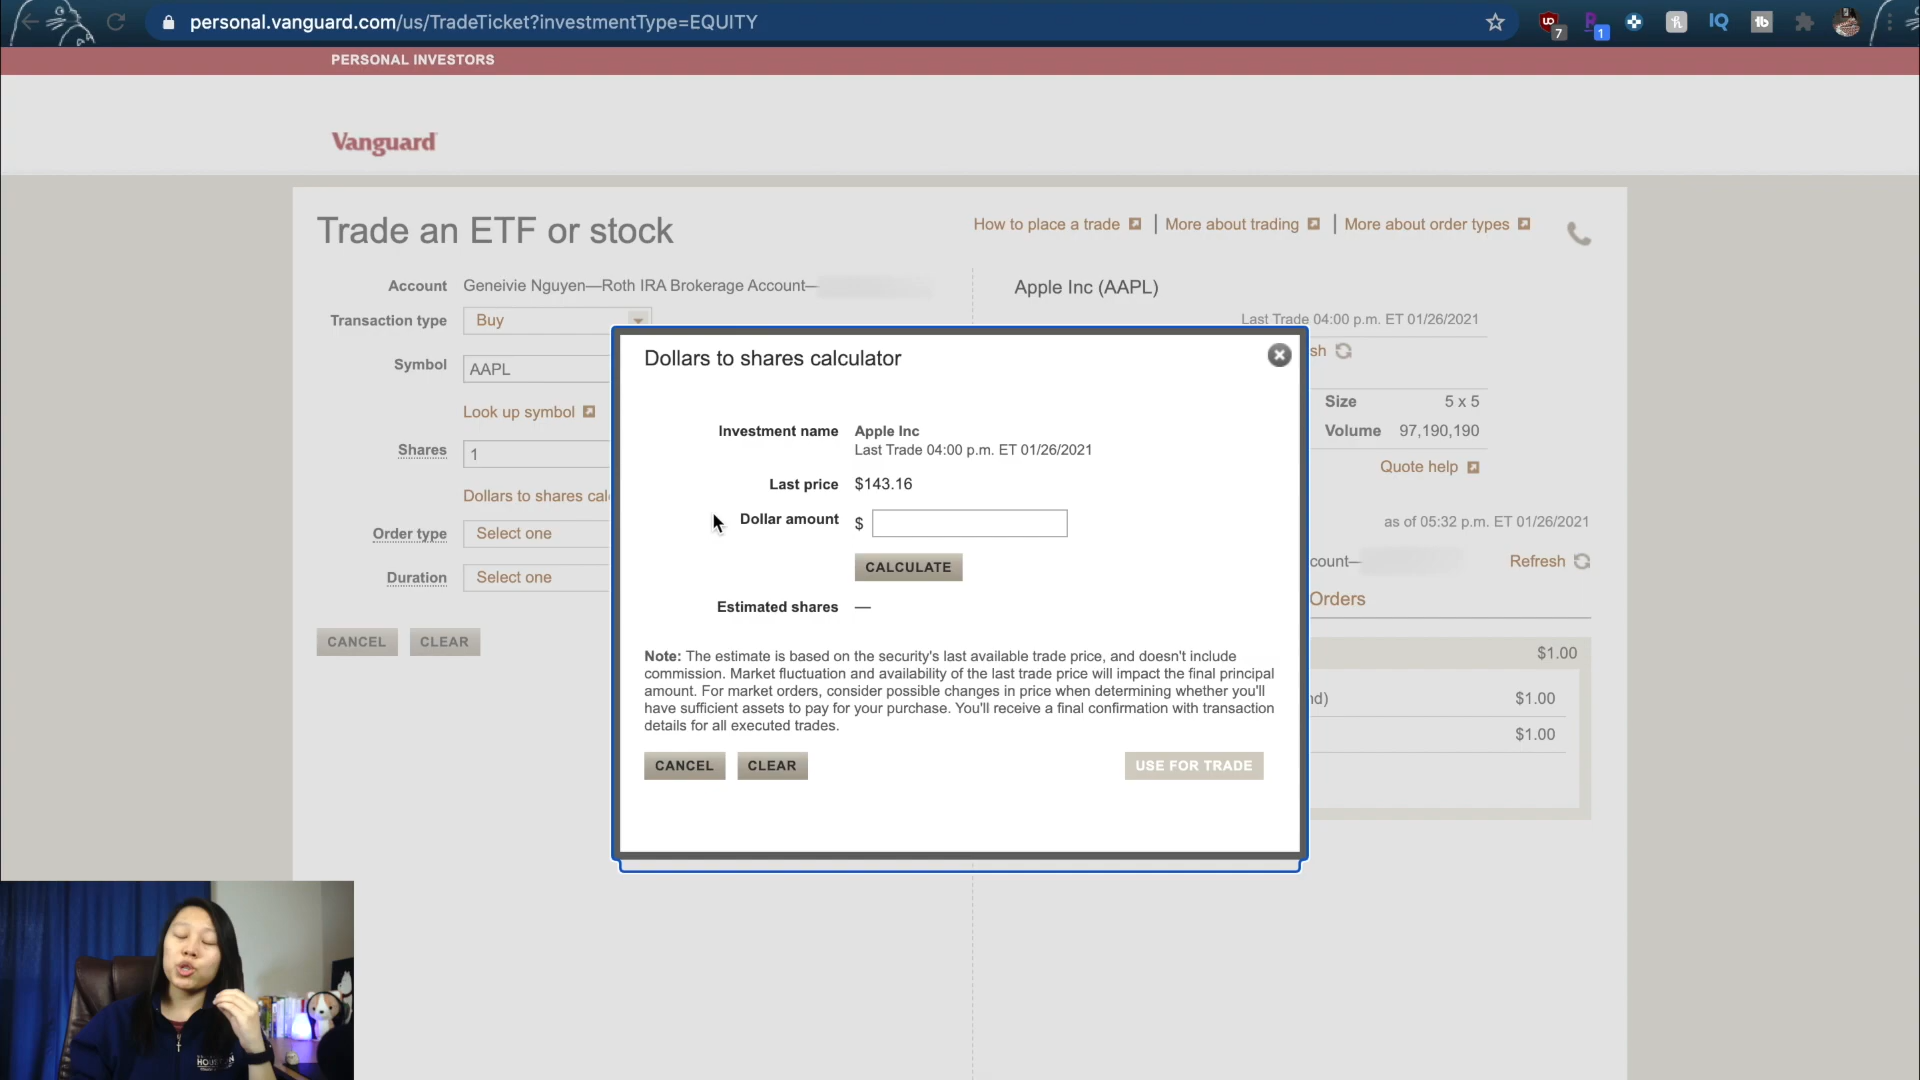 personal.vanguard.com/us/TradeTicket?investmentType=EQUITY
7
1
IQ
PERSONAL INVESTORS
Vanguard
Trade an ETF or stock
How to place a trade | More about trading | More about order types
Account Geneivie Nguyen—Roth IRA Brokerage Account—
Transaction type Buy
Symbol AAPL
Look up symbol
Shares 1
Dollars to shares cal
Order type Select one
Duration Select one
CANCEL CLEAR
Apple Inc (AAPL)
Last Trade 04:00 p.m. ET 01/26/2021
sh
Size 5 x 5
Volume 97,190,190
Quote help
as of 05:32 p.m. ET 01/26/2021
count— Refresh
Orders
$1.00
nd) $1.00
$1.00
Dollars to shares calculator
Investment name Apple Inc
Last Trade 04:00 p.m. ET 01/26/2021
Last price $143.16
Dollar amount $
CALCULATE
Estimated shares —
Note: The estimate is based on the security's last available trade price, and doesn't include
commission. Market fluctuation and availability of the last trade price will impact the final principal
amount. For market orders, consider possible changes in price when determining whether you'll
have sufficient assets to pay for your purchase. You'll receive a final confirmation with transaction
details for all executed trades.
CANCEL CLEAR USE FOR TRADE